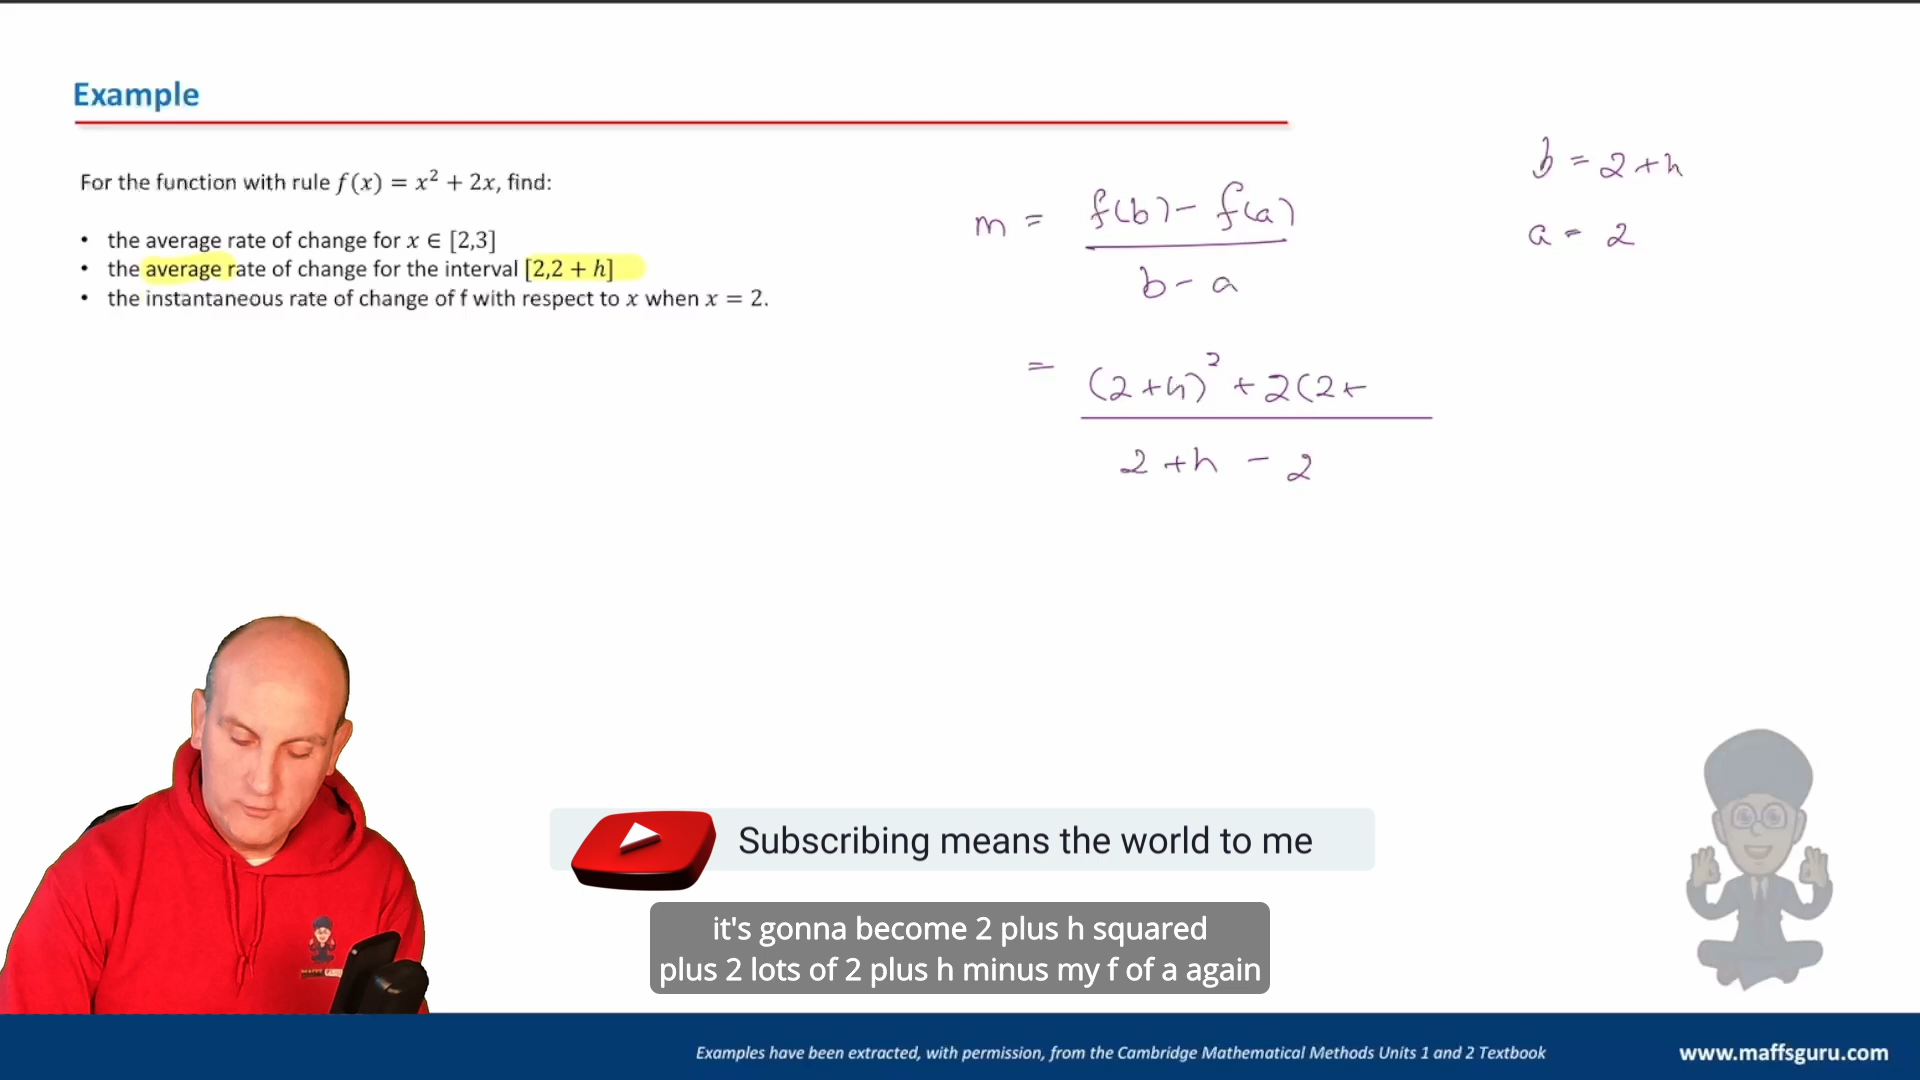 Example
For the function with rule f(x) = x² + 2x, find:
• the average rate of change for x ∈ [2,3]
• the average rate of change for the interval [2,2 + h]
• the instantaneous rate of change of f with respect to x when x = 2.
m = f(b) - f(a)
b - a
= (2+h)² + 2(2+
2 + h - 2
b = 2+h
a = 2
Subscribing means the world to me
it's gonna become 2 plus h squared
plus 2 lots of 2 plus h minus my f of a again
Examples have been extracted, with permission, from the Cambridge Mathematical Methods Units 1 and 2 Textbook
www.maffsguru.com